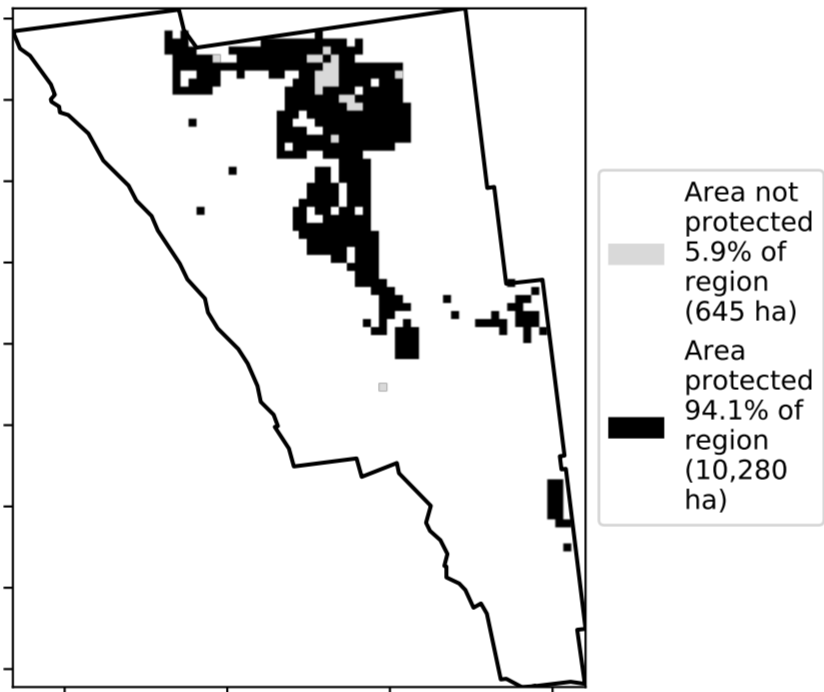 Area not
protected
5.9% of
region
(645 ha)
Area
protected
94.1% of
region
(10,280
ha)